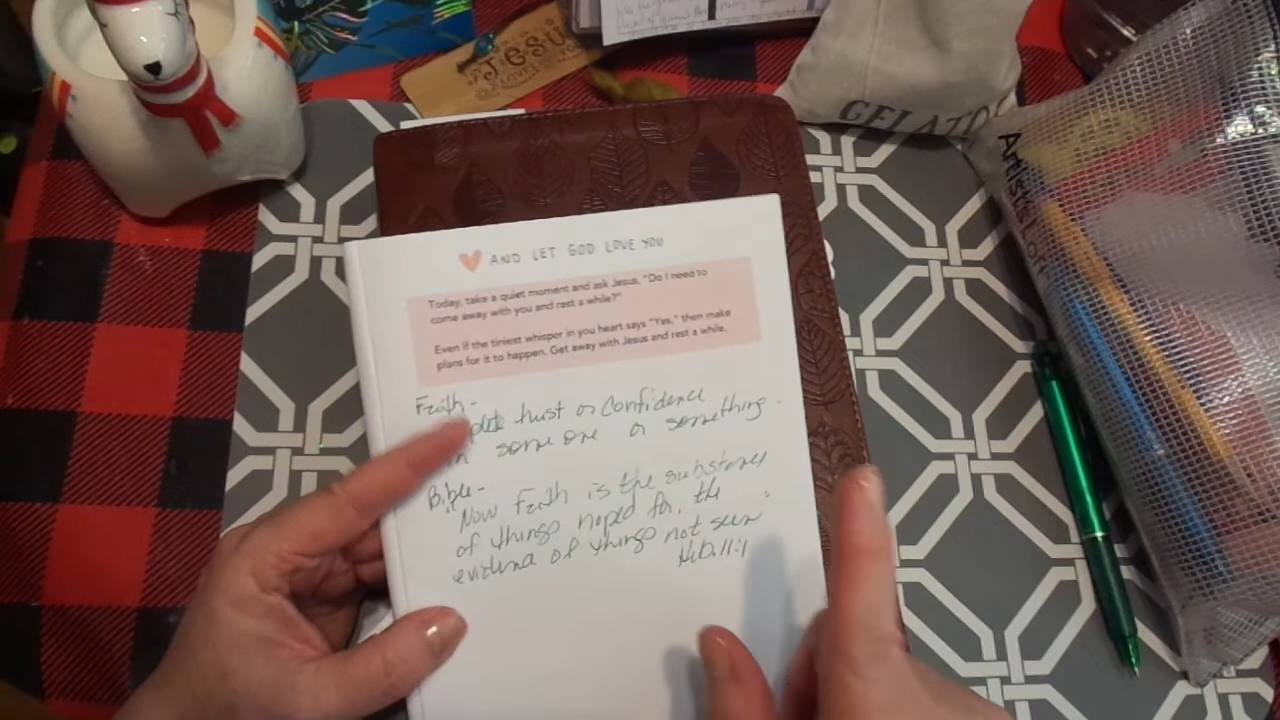 JESUS
LOVES
GELATO
AND LET GOD LOVE YOU
Today, take a quiet moment and ask Jesus, "Do I need to
come away with you and rest a while?"
Even if the tiniest whisper in you heart says "Yes," then make
plans for it to happen. Get away with Jesus and rest a while.
Faith-
trust or confidence
in some one or something.
Bible-
Now Faith is the substance
of things hoped for, the
evidence of things not seen
Heb. 11:1